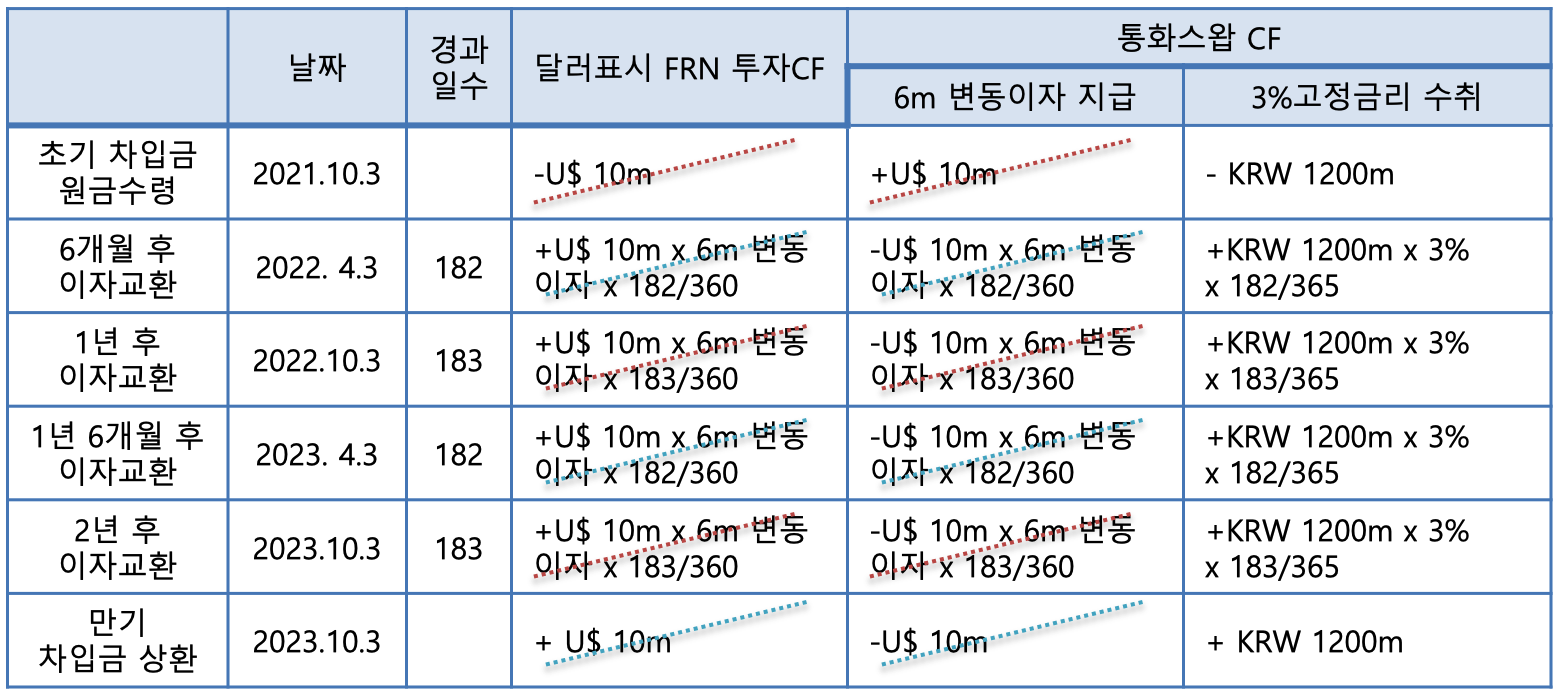 날짜
경과
일수
달러표시 FRN 투자CF
통화스왑 CF
6m 변동이자 지급
3%고정금리 수취
초기 차입금
원금수령
2021.10.3
-U$ 10m
+U$ 10m
- KRW 1200m
6개월 후
이자교환
2022. 4.3
182
+U$ 10m x 6m 변동
이자 x 182/360
-U$ 10m x 6m 변동
이자 x 182/360
+KRW 1200m x 3%
x 182/365
1년 후
이자교환
2022.10.3
183
+U$ 10m x 6m 변동
이자 x 183/360
-U$ 10m x 6m 변동
이자 x 183/360
+KRW 1200m x 3%
x 183/365
1년 6개월 후
이자교환
2023. 4.3
182
+U$ 10m x 6m 변동
이자 x 182/360
-U$ 10m x 6m 변동
이자 x 182/360
+KRW 1200m x 3%
x 182/365
2년 후
이자교환
2023.10.3
183
+U$ 10m x 6m 변동
이자 x 183/360
-U$ 10m x 6m 변동
이자 x 183/360
+KRW 1200m x 3%
x 183/365
만기
차입금 상환
2023.10.3
+ U$ 10m
-U$ 10m
+ KRW 1200m